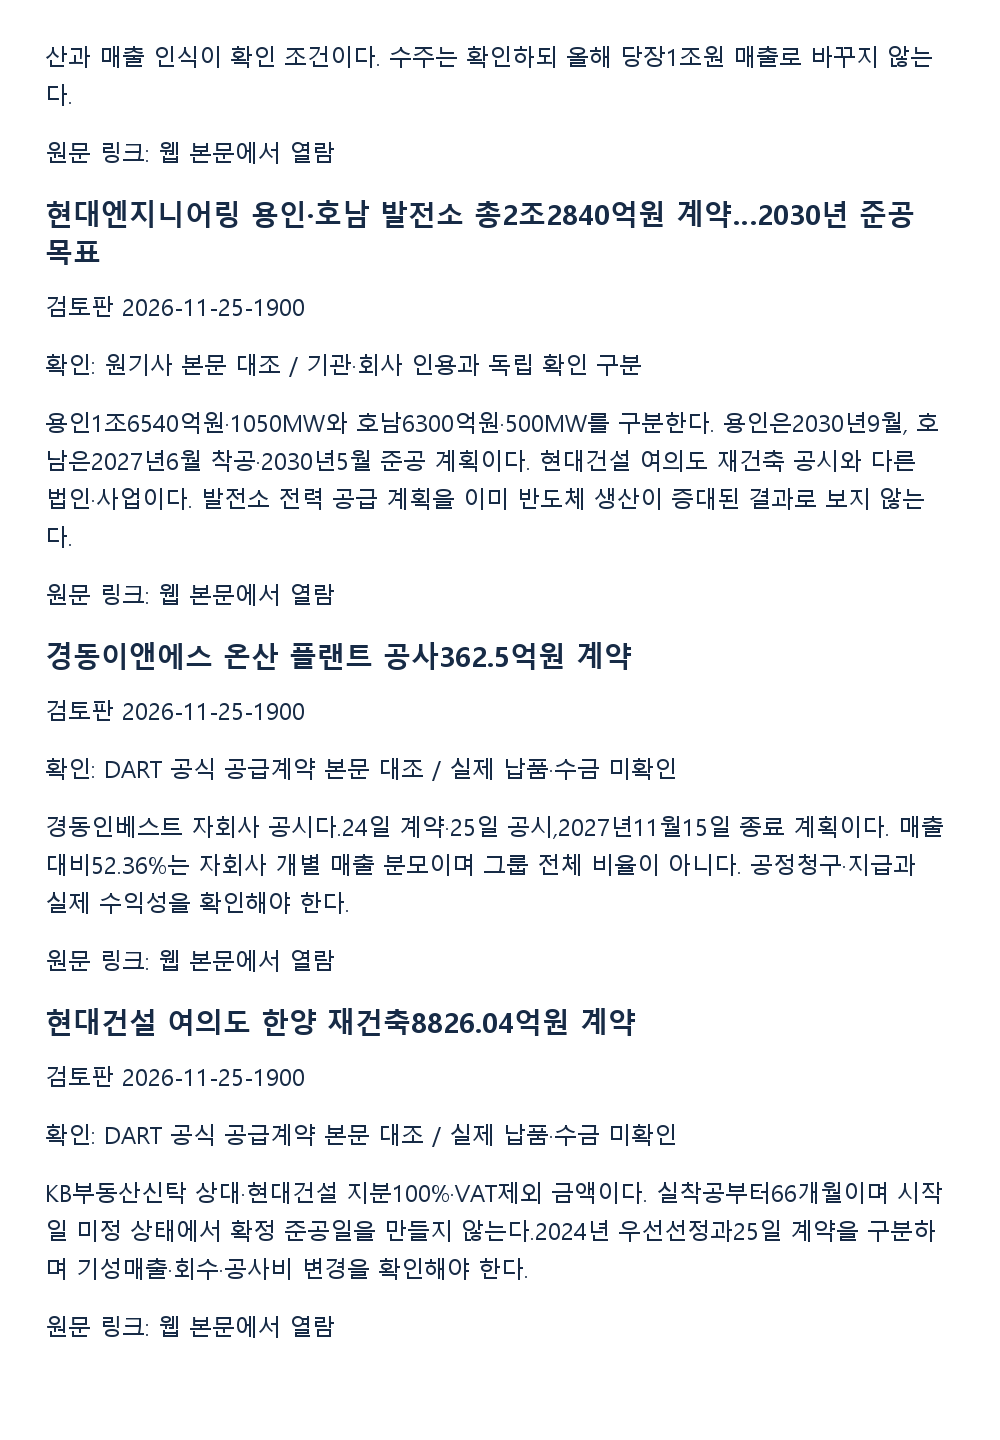 산과 매출 인식이 확인 조건이다. 수주는 확인하되 올해 당장1조원 매출로 바꾸지 않는
다.
원문 링크: 웹 본문에서 열람
현대엔지니어링 용인·호남 발전소 총2조2840억원 계약…2030년 준공
목표
검토판 2026-11-25-1900
확인: 원기사 본문 대조 / 기관·회사 인용과 독립 확인 구분
용인1조6540억원·1050MW와 호남6300억원·500MW를 구분한다. 용인은2030년9월, 호
남은2027년6월 착공·2030년5월 준공 계획이다. 현대건설 여의도 재건축 공시와 다른
법인·사업이다. 발전소 전력 공급 계획을 이미 반도체 생산이 증대된 결과로 보지 않는
다.
원문 링크: 웹 본문에서 열람
경동이앤에스 온산 플랜트 공사362.5억원 계약
검토판 2026-11-25-1900
확인: DART 공식 공급계약 본문 대조 / 실제 납품·수금 미확인
경동인베스트 자회사 공시다.24일 계약·25일 공시,2027년11월15일 종료 계획이다. 매출
대비52.36%는 자회사 개별 매출 분모이며 그룹 전체 비율이 아니다. 공정청구·지급과
실제 수익성을 확인해야 한다.
원문 링크: 웹 본문에서 열람
현대건설 여의도 한양 재건축8826.04억원 계약
검토판 2026-11-25-1900
확인: DART 공식 공급계약 본문 대조 / 실제 납품·수금 미확인
KB부동산신탁 상대·현대건설 지분100%·VAT제외 금액이다. 실착공부터66개월이며 시작
일 미정 상태에서 확정 준공일을 만들지 않는다.2024년 우선선정과25일 계약을 구분하
며 기성매출·회수·공사비 변경을 확인해야 한다.
원문 링크: 웹 본문에서 열람